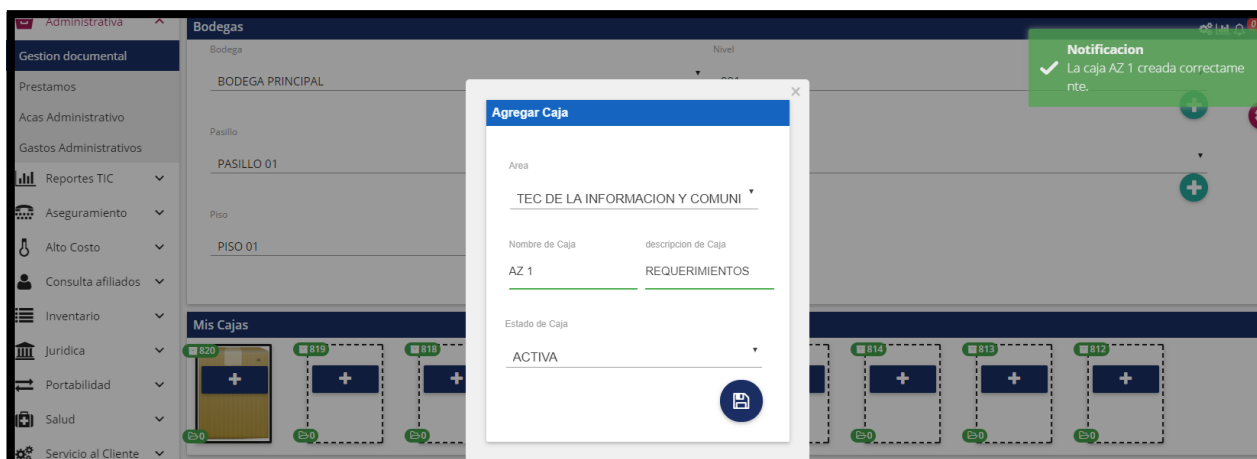 Administrativa
Gestion documental
Prestamos
Acas Administrativo
Gastos Administrativos
Reportes TIC
Aseguramiento
Alto Costo
Consulta afiliados
Inventario
Juridica
Portabilidad
Salud
Servicio al Cliente
Bodegas
Bodega
BODEGA PRINCIPAL
Nivel
Pasillo
PASILLO 01
Piso
PISO 01
Notificacion
La caja AZ 1 creada correctame
nte.
Agregar Caja
Area
TEC DE LA INFORMACION Y COMUNI
Nombre de Caja descripcion de Caja
AZ 1 REQUERIMIENTOS
Estado de Caja
ACTIVA
Mis Cajas
820 819 818 814 813 812
0 0 0 0 0 0